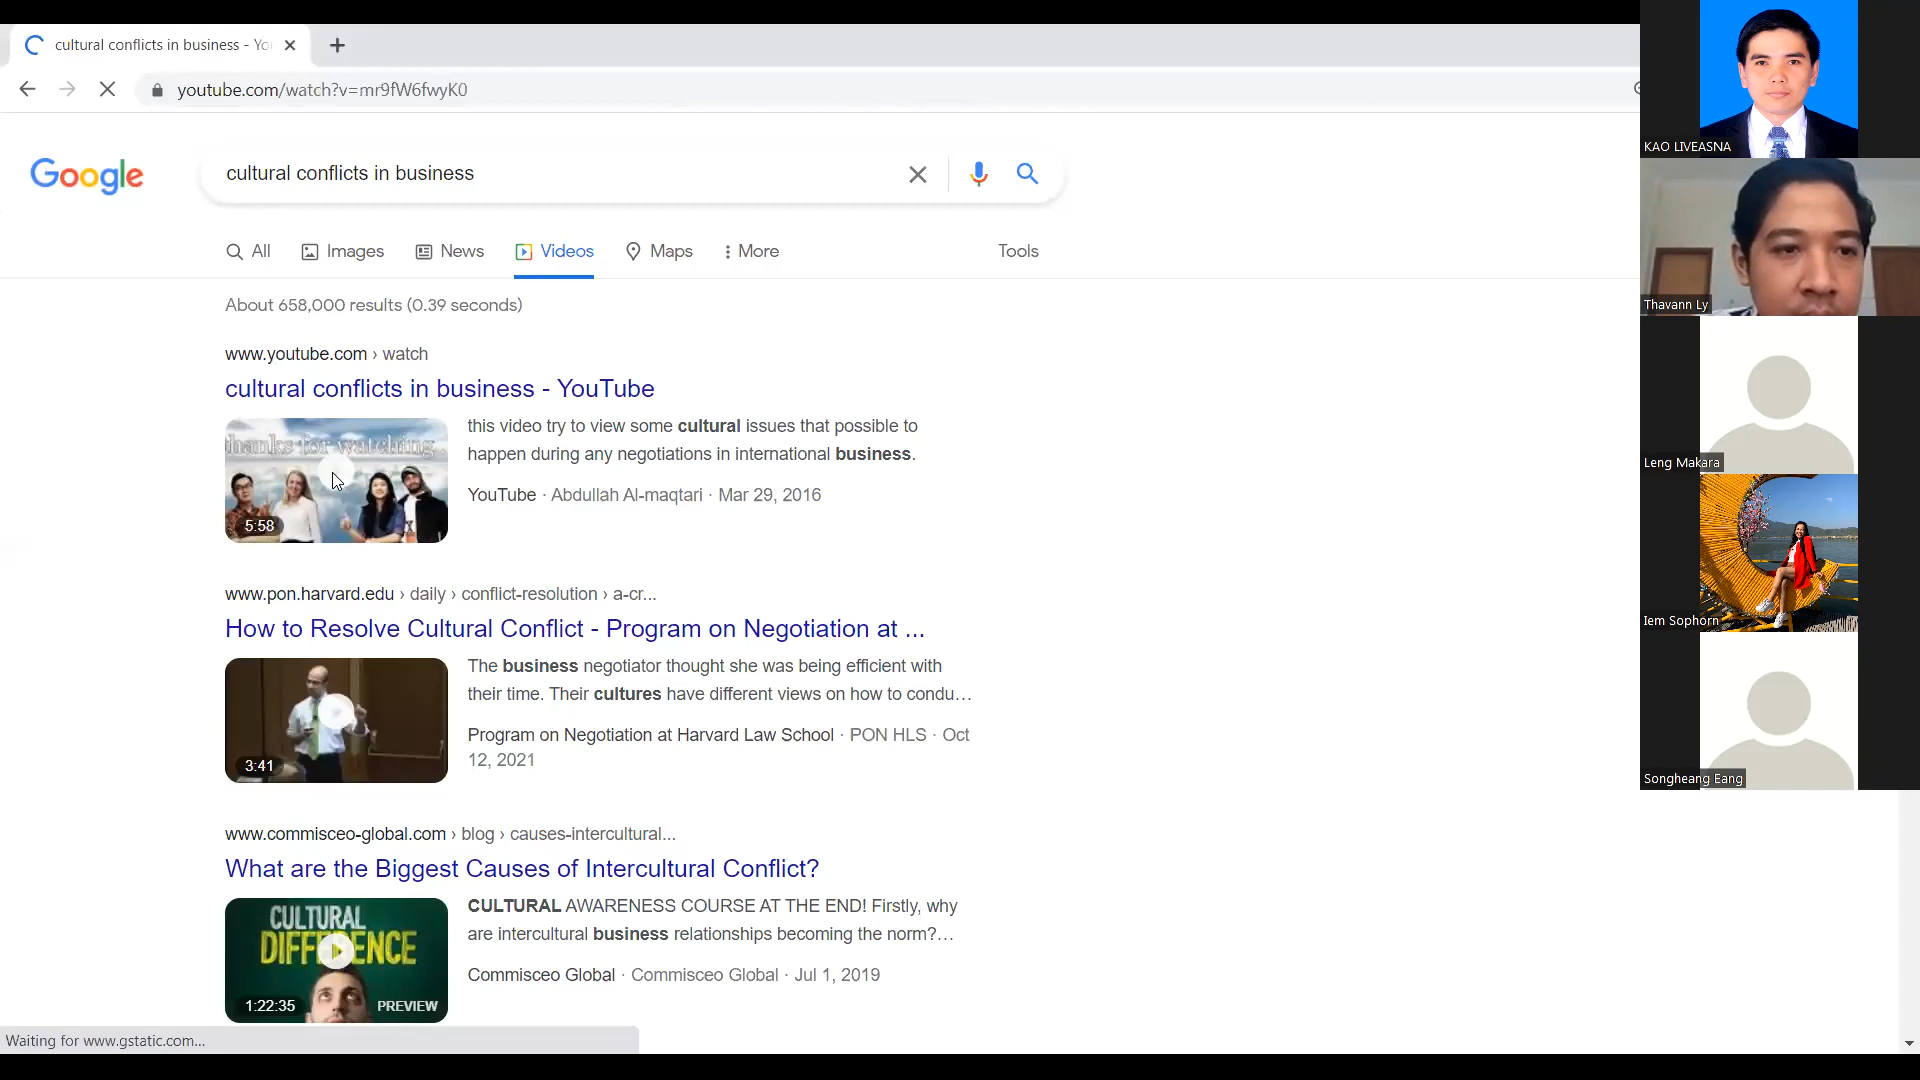 cultural conflicts in business - Yo
youtube.com/watch?v=mr9fW6fwyK0
Google
cultural conflicts in business
All
Images
News
Videos
Maps
More
Tools
About 658,000 results (0.39 seconds)
www.youtube.com › watch
cultural conflicts in business - YouTube
thanks for watching
5:58
this video try to view some cultural issues that possible to
happen during any negotiations in international business.
YouTube · Abdullah Al-maqtari · Mar 29, 2016
www.pon.harvard.edu › daily › conflict-resolution › a-cr...
How to Resolve Cultural Conflict - Program on Negotiation at ...
3:41
The business negotiator thought she was being efficient with
their time. Their cultures have different views on how to condu...
Program on Negotiation at Harvard Law School · PON HLS · Oct
12, 2021
www.commisceo-global.com › blog › causes-intercultural...
What are the Biggest Causes of Intercultural Conflict?
CULTURAL
DIFFERENCE
1:22:35
PREVIEW
CULTURAL AWARENESS COURSE AT THE END! Firstly, why
are intercultural business relationships becoming the norm?...
Commisceo Global · Commisceo Global · Jul 1, 2019
Waiting for www.gstatic.com...
KAO LIVEASNA
Thavann Ly
Leng Makara
Iem Sophorn
Songheang Eang